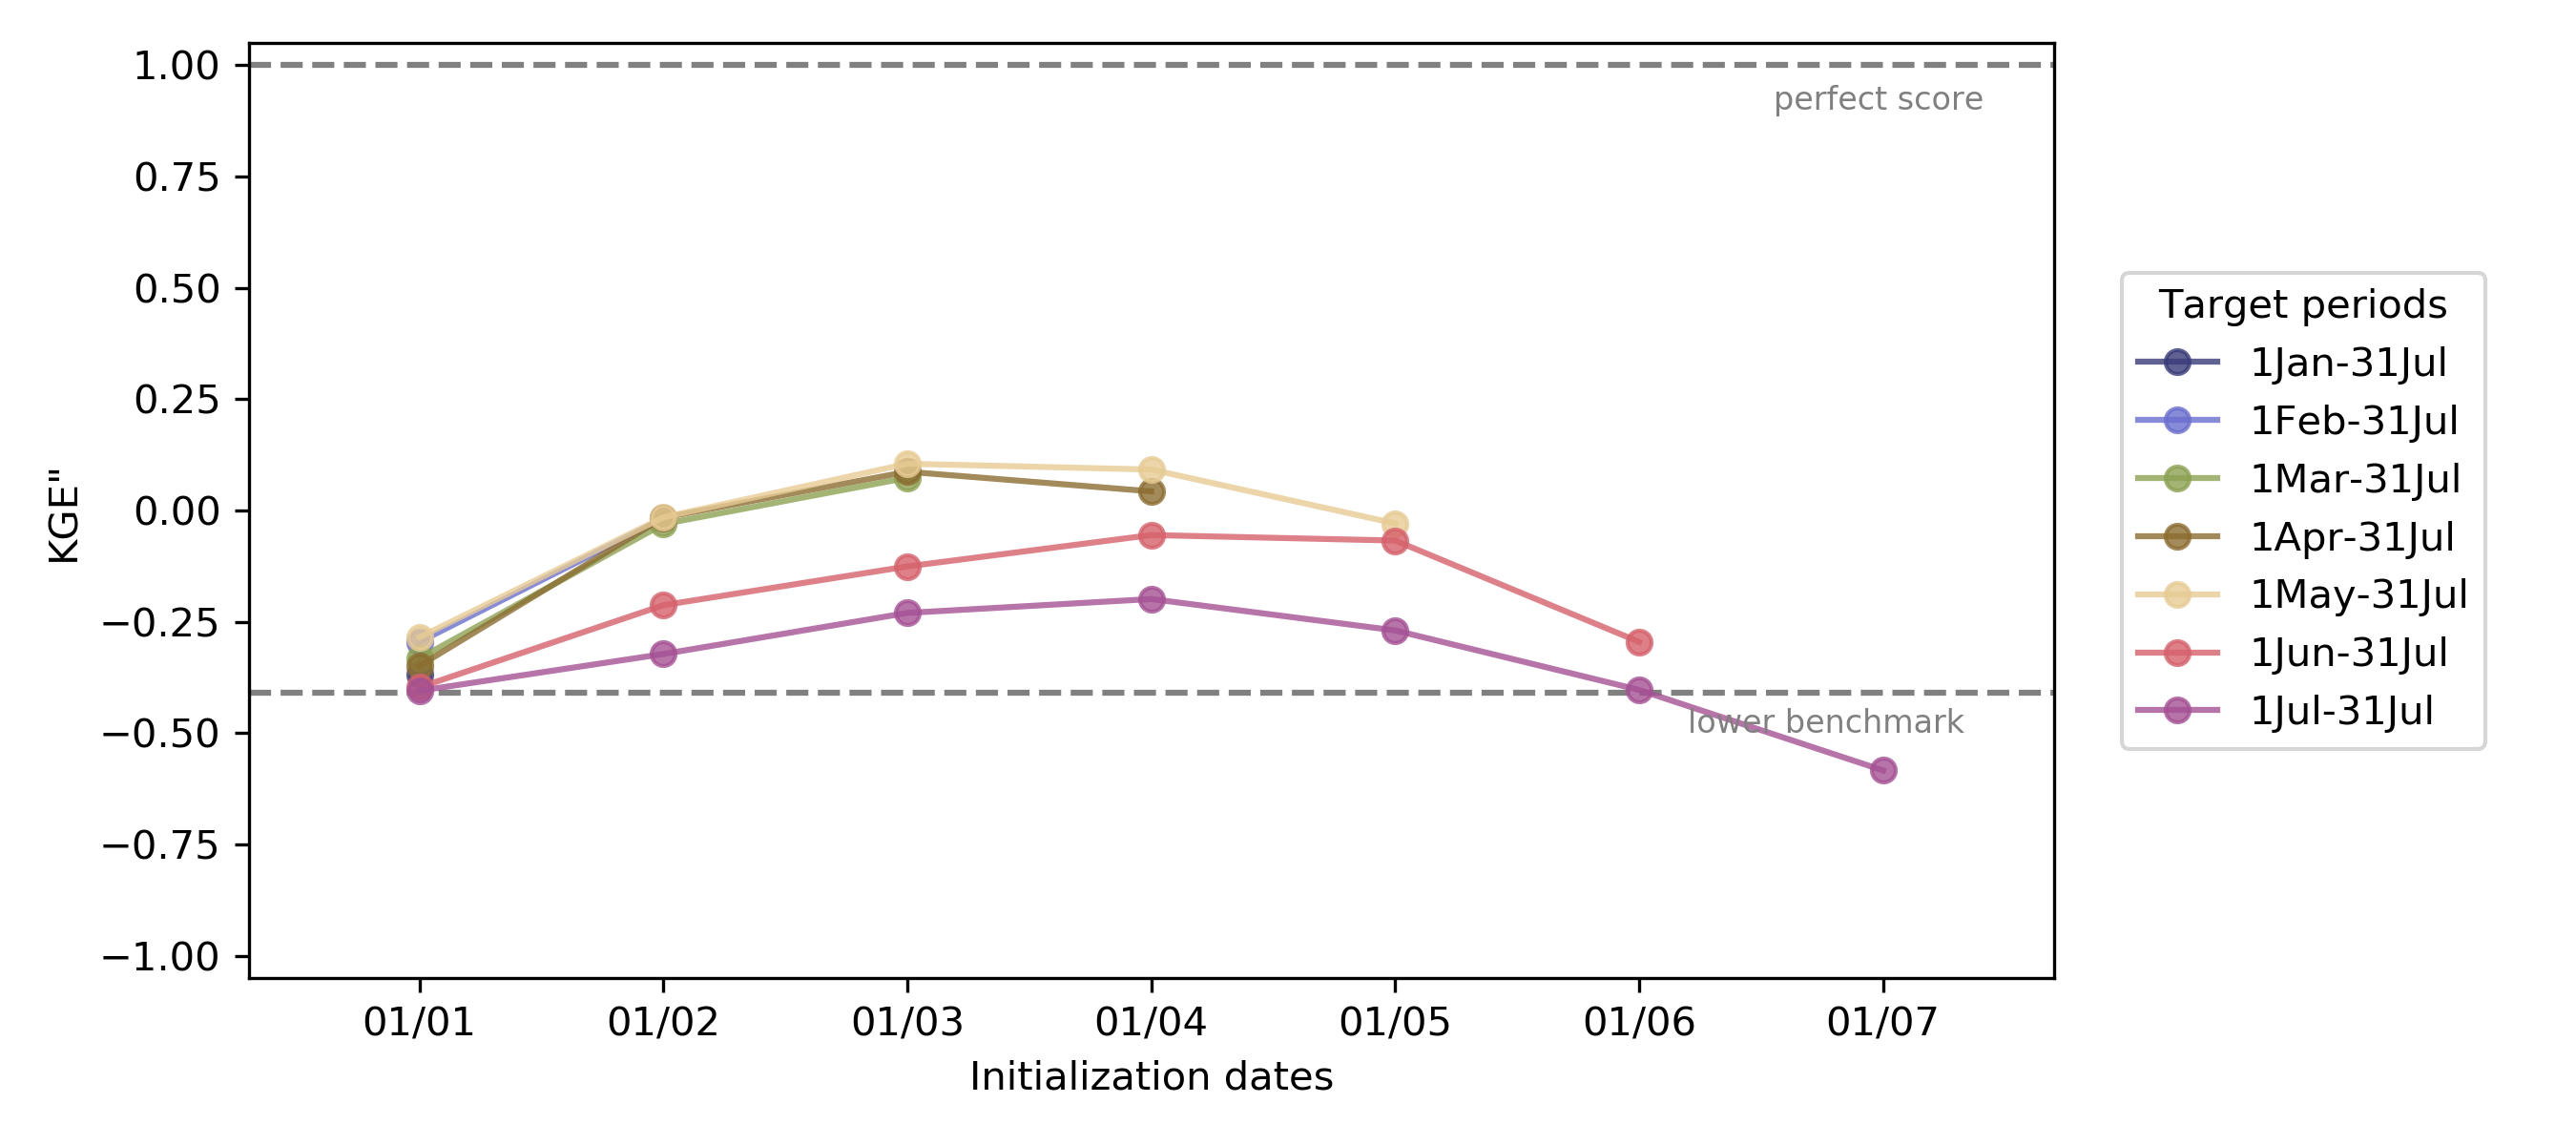 1.00
0.75
0.50
0.25
0.00
−0.25
−0.50
−0.75
−1.00
KGE"
perfect score
lower benchmark
01/01 01/02 01/03 01/04 01/05 01/06 01/07
Initialization dates
Target periods
1Jan-31Jul
1Feb-31Jul
1Mar-31Jul
1Apr-31Jul
1May-31Jul
1Jun-31Jul
1Jul-31Jul